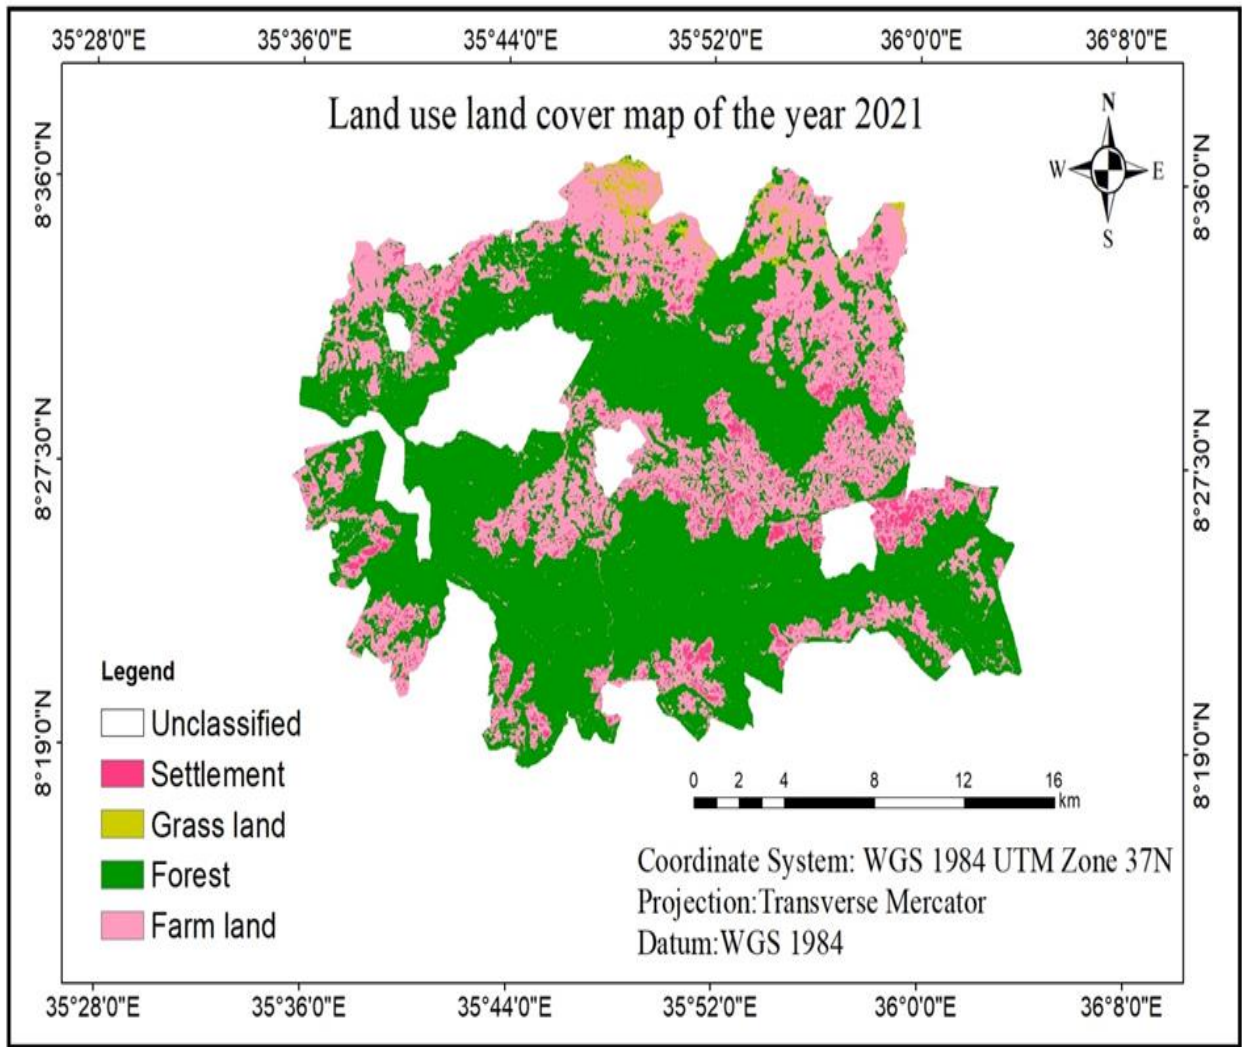 35°28'0"E 35°36'0"E 35°44'0"E 35°52'0"E 36°0'0"E 36°8'0"E
Land use land cover map of the year 2021
N
W E
S
8°36'0"N
8°36'0"N
8°27'30"N
8°27'30"N
8°19'0"N
8°19'0"N
Legend
Unclassified
Settlement
Grass land
Forest
Farm land
0 2 4 8 12 16
km
Coordinate System: WGS 1984 UTM Zone 37N
Projection:Transverse Mercator
Datum:WGS 1984
35°28'0"E 35°36'0"E 35°44'0"E 35°52'0"E 36°0'0"E 36°8'0"E